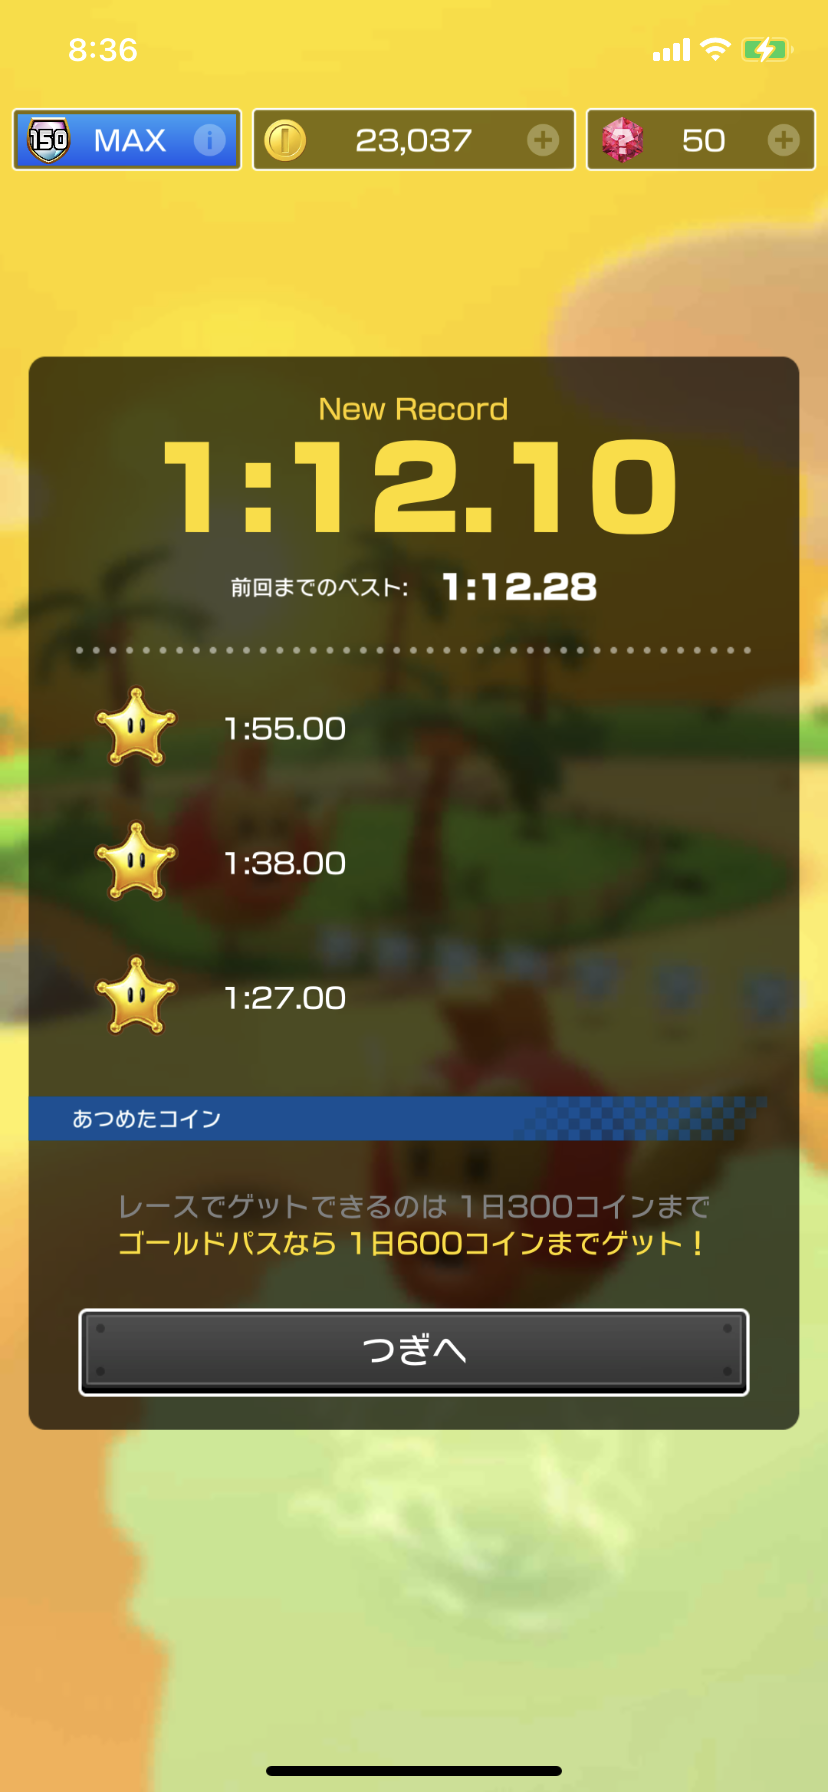 8:36
150 MAX i 23,037 + ? 50 +
New Record
1:12.10
前回までのベスト: 1:12.28
1:55.00
1:38.00
1:27.00
あつめたコイン
レースでゲットできるのは 1日300コインまで
ゴールドパスなら 1日600コインまでゲット！
つぎへ